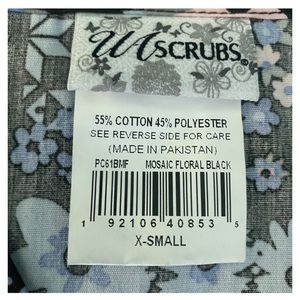 UA SCRUBS®
55% COTTON 45% POLYESTER
SEE REVERSE SIDE FOR CARE
(MADE IN PAKISTAN)
PC61BMF MOSAIC FLORAL BLACK
1 92106 40853 5
X-SMALL